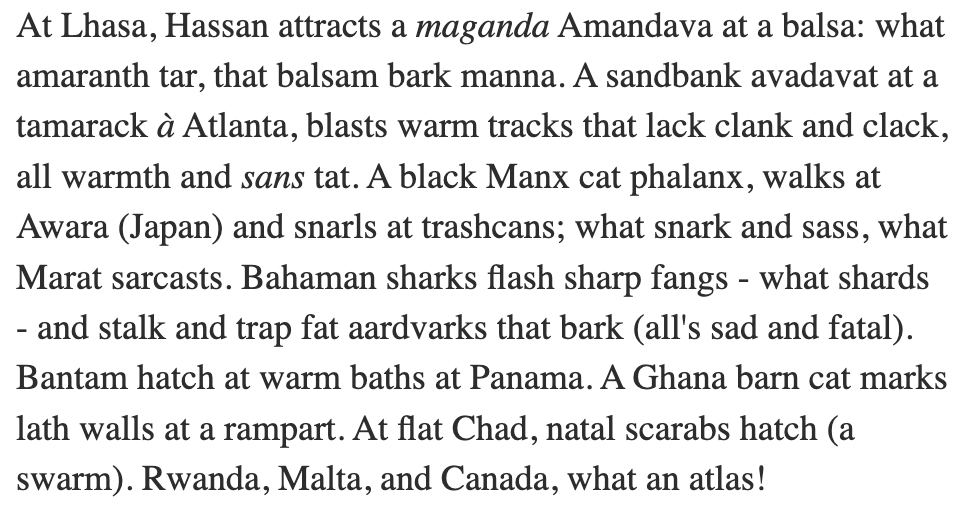 At Lhasa, Hassan attracts a maganda Amandava at a balsa: what
amaranth tar, that balsam bark manna. A sandbank avadavat at a
tamarack à Atlanta, blasts warm tracks that lack clank and clack,
all warmth and sans tat. A black Manx cat phalanx, walks at
Awara (Japan) and snarls at trashcans; what snark and sass, what
Marat sarcasts. Bahaman sharks flash sharp fangs - what shards
- and stalk and trap fat aardvarks that bark (all's sad and fatal).
Bantam hatch at warm baths at Panama. A Ghana barn cat marks
lath walls at a rampart. At flat Chad, natal scarabs hatch (a
swarm). Rwanda, Malta, and Canada, what an atlas!